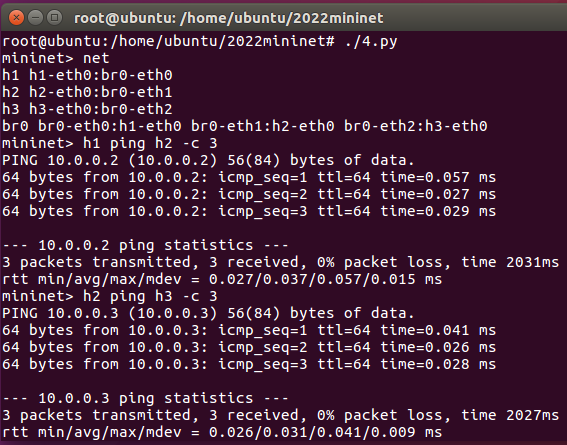 root@ubuntu: /home/ubuntu/2022mininet
root@ubuntu:/home/ubuntu/2022mininet# ./4.py
mininet> net
h1 h1-eth0:br0-eth0
h2 h2-eth0:br0-eth1
h3 h3-eth0:br0-eth2
br0 br0-eth0:h1-eth0 br0-eth1:h2-eth0 br0-eth2:h3-eth0
mininet> h1 ping h2 -c 3
PING 10.0.0.2 (10.0.0.2) 56(84) bytes of data.
64 bytes from 10.0.0.2: icmp_seq=1 ttl=64 time=0.057 ms
64 bytes from 10.0.0.2: icmp_seq=2 ttl=64 time=0.027 ms
64 bytes from 10.0.0.2: icmp_seq=3 ttl=64 time=0.029 ms
--- 10.0.0.2 ping statistics ---
3 packets transmitted, 3 received, 0% packet loss, time 2031ms
rtt min/avg/max/mdev = 0.027/0.037/0.057/0.015 ms
mininet> h2 ping h3 -c 3
PING 10.0.0.3 (10.0.0.3) 56(84) bytes of data.
64 bytes from 10.0.0.3: icmp_seq=1 ttl=64 time=0.041 ms
64 bytes from 10.0.0.3: icmp_seq=2 ttl=64 time=0.026 ms
64 bytes from 10.0.0.3: icmp_seq=3 ttl=64 time=0.028 ms
--- 10.0.0.3 ping statistics ---
3 packets transmitted, 3 received, 0% packet loss, time 2027ms
rtt min/avg/max/mdev = 0.026/0.031/0.041/0.009 ms